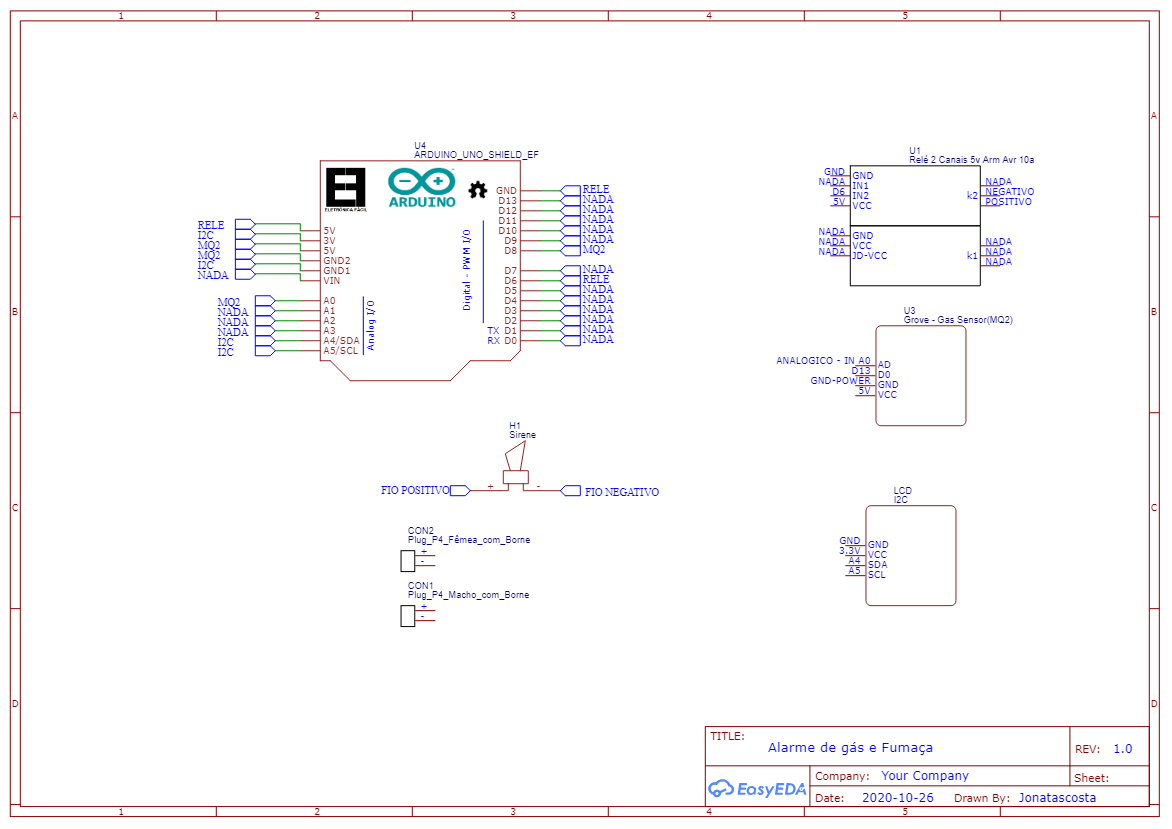 1 2 3 4 5
A A
B B
C C
D D
U4
ARDUINO_UNO_SHIELD_EF
ELETRÔNICA FÁCIL
ARDUINO
RELE 5V
I2C 3V
MQ2 5V
MQ2 GND2
I2C GND1
NADA VIN
MQ2 A0
NADA A1
NADA A2
NADA A3
I2C A4/SDA
I2C A5/SCL
Analog I/O
Digital - PWM I/O
GND RELE
D13 NADA
D12 NADA
D11 NADA
D10 NADA
D9 NADA
D8 MQ2
D7 NADA
D6 RELE
D5 NADA
D4 NADA
D3 NADA
D2 NADA
TX D1 NADA
RX D0 NADA
U1
Relé 2 Canais 5v Arm Avr 10a
GND GND
NADA IN1
D6 IN2
5V VCC
k2
NADA
NEGATIVO
POSITIVO
NADA GND
NADA VCC
NADA JD-VCC
k1
NADA
NADA
NADA
U3
Grove - Gas Sensor(MQ2)
ANALOGICO - IN A0 AD
D13 D0
GND-POWER GND
5V VCC
H1
Sirene
FIO POSITIVO + - FIO NEGATIVO
CON2
Plug_P4_Fêmea_com_Borne
+
-
CON1
Plug_P4_Macho_com_Borne
+
-
LCD
I2C
GND GND
3.3V VCC
A4 SDA
A5 SCL
TITLE:
Alarme de gás e Fumaça
REV: 1.0
EasyEDA
Company: Your Company
Sheet:
Date: 2020-10-26 Drawn By: Jonatascosta
1 2 3 4 5